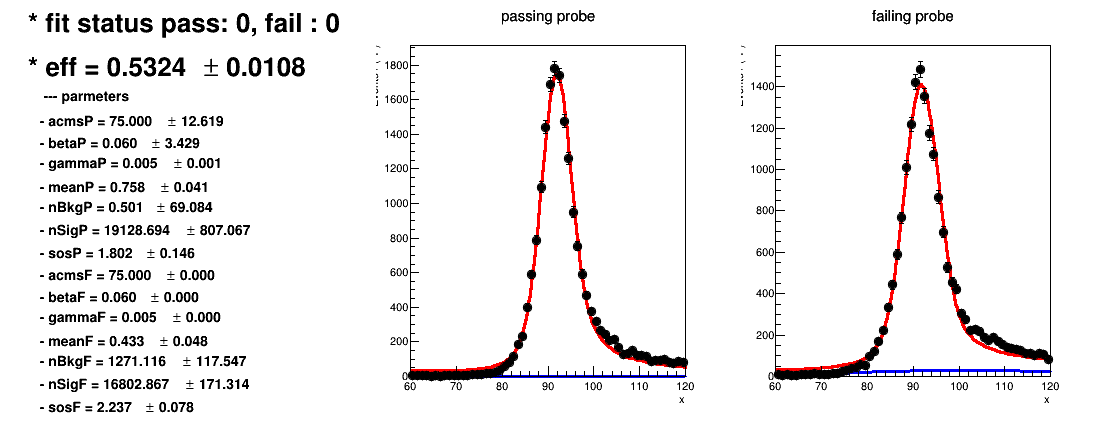 * fit status pass: 0, fail : 0
* eff = 0.5324 ± 0.0108
--- parmeters
- acmsP = 75.000 ± 12.619
- betaP = 0.060 ± 3.429
- gammaP = 0.005 ± 0.001
- meanP = 0.758 ± 0.041
- nBkgP = 0.501 ± 69.084
- nSigP = 19128.694 ± 807.067
- sosP = 1.802 ± 0.146
- acmsF = 75.000 ± 0.000
- betaF = 0.060 ± 0.000
- gammaF = 0.005 ± 0.000
- meanF = 0.433 ± 0.048
- nBkgF = 1271.116 ± 117.547
- nSigF = 16802.867 ± 171.314
- sosF = 2.237 ± 0.078
passing probe
1800
1600
1400
1200
1000
800
600
400
200
0
60 70 80 90 100 110 120
x
failing probe
1400
1200
1000
800
600
400
200
0
60 70 80 90 100 110 120
x